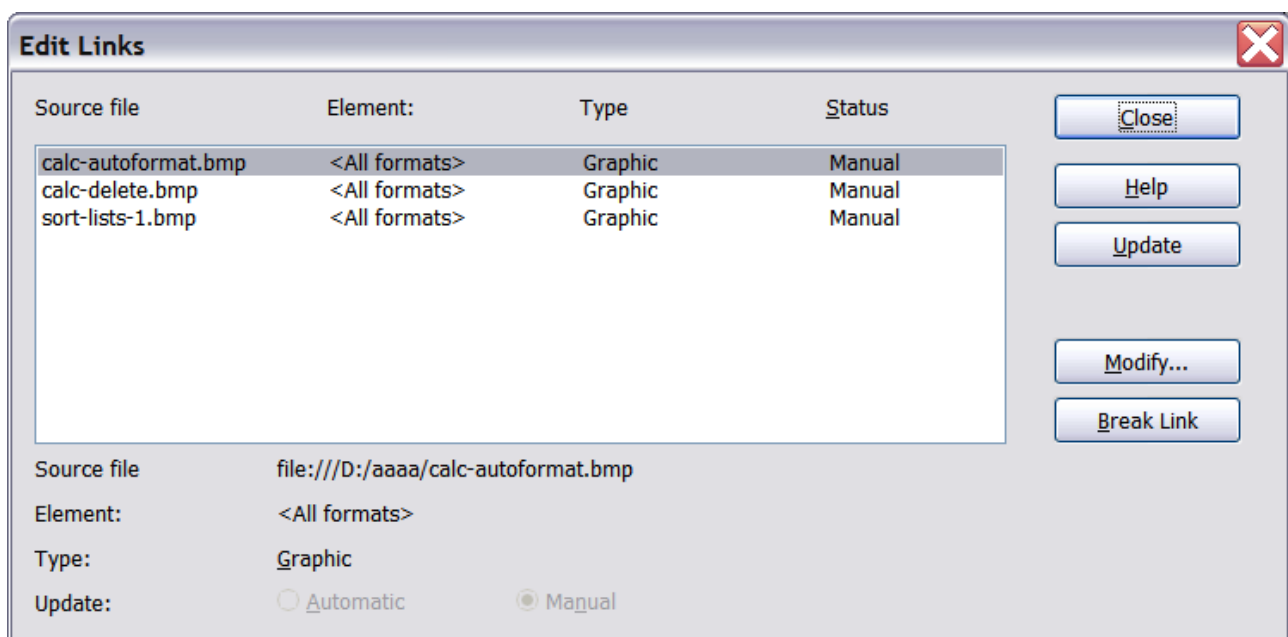 Edit Links
Source file Element: Type Status
Close
calc-autoformat.bmp <All formats> Graphic Manual
calc-delete.bmp <All formats> Graphic Manual
Help
sort-lists-1.bmp <All formats> Graphic Manual
Update
Modify...
Break Link
Source file file:///D:/aaaa/calc-autoformat.bmp
Element: <All formats>
Type: Graphic
Update: Automatic Manual